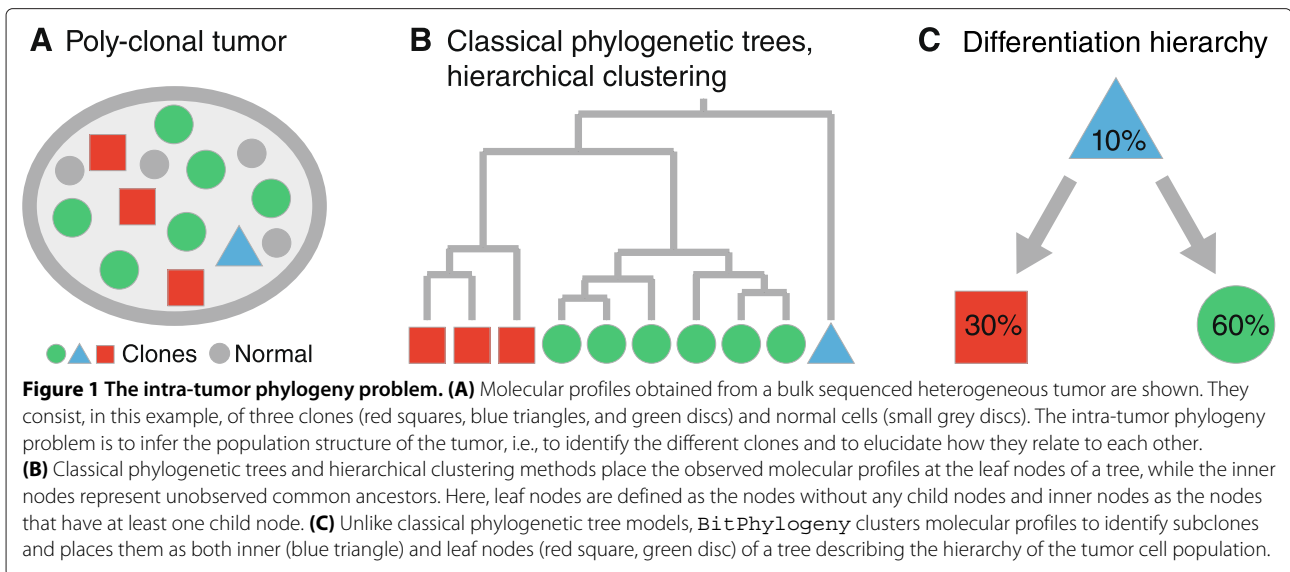 A Poly-clonal tumor
B Classical phylogenetic trees,
hierarchical clustering
C Differentiation hierarchy
10%
30%
60%
Clones Normal
Figure 1 The intra-tumor phylogeny problem. (A) Molecular profiles obtained from a bulk sequenced heterogeneous tumor are shown. They
consist, in this example, of three clones (red squares, blue triangles, and green discs) and normal cells (small grey discs). The intra-tumor phylogeny
problem is to infer the population structure of the tumor, i.e., to identify the different clones and to elucidate how they relate to each other.
(B) Classical phylogenetic trees and hierarchical clustering methods place the observed molecular profiles at the leaf nodes of a tree, while the inner
nodes represent unobserved common ancestors. Here, leaf nodes are defined as the nodes without any child nodes and inner nodes as the nodes
that have at least one child node. (C) Unlike classical phylogenetic tree models, BitPhylogeny clusters molecular profiles to identify subclones
and places them as both inner (blue triangle) and leaf nodes (red square, green disc) of a tree describing the hierarchy of the tumor cell population.